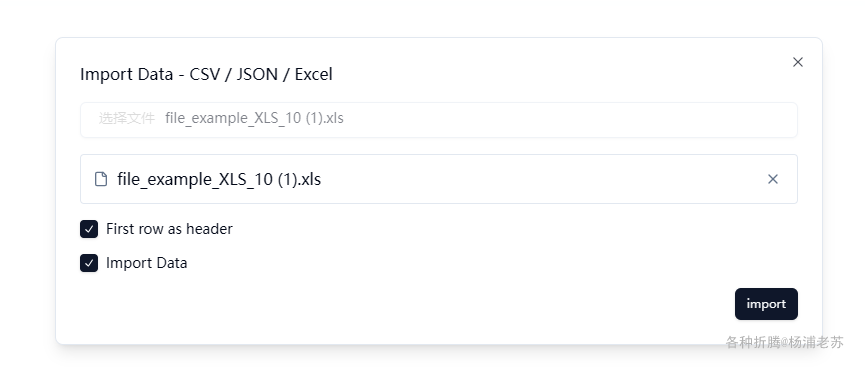 Import Data - CSV / JSON / Excel
选择文件 file_example_XLS_10 (1).xls
file_example_XLS_10 (1).xls
First row as header
Import Data
import
各种折腾@杨浦老苏